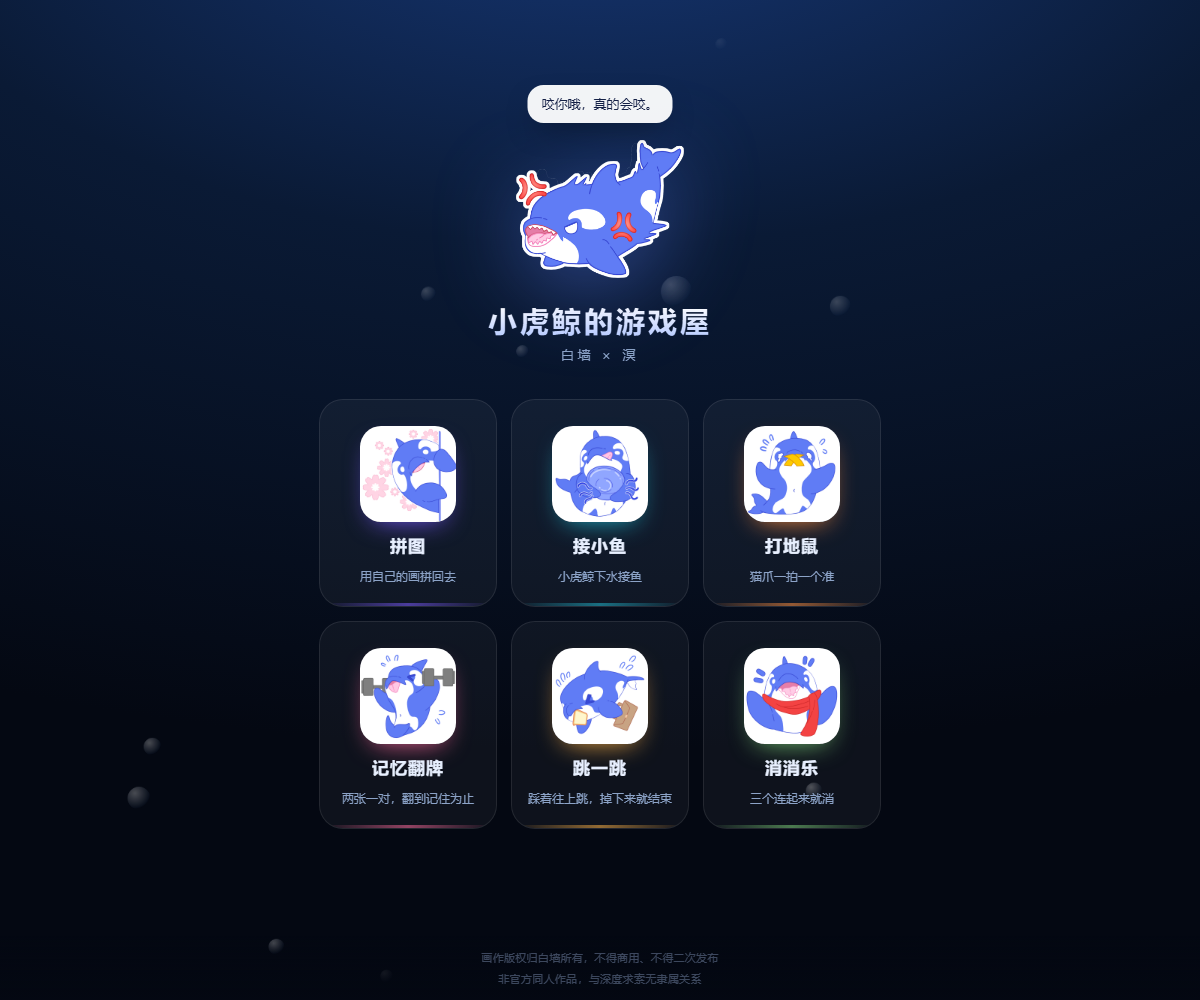 咬你哦，真的会咬。
小虎鲸的游戏屋
白墙 × 溟
拼图
用自己的画拼回去
接小鱼
小虎鲸下水接鱼
打地鼠
猫爪一拍一个准
记忆翻牌
两张一对，翻到记住为止
跳一跳
踩着往上跳，掉下来就结束
消消乐
三个连起来就消
画作版权归白墙所有，不得商用、不得二次发布
非官方同人作品，与深度求索无隶属关系